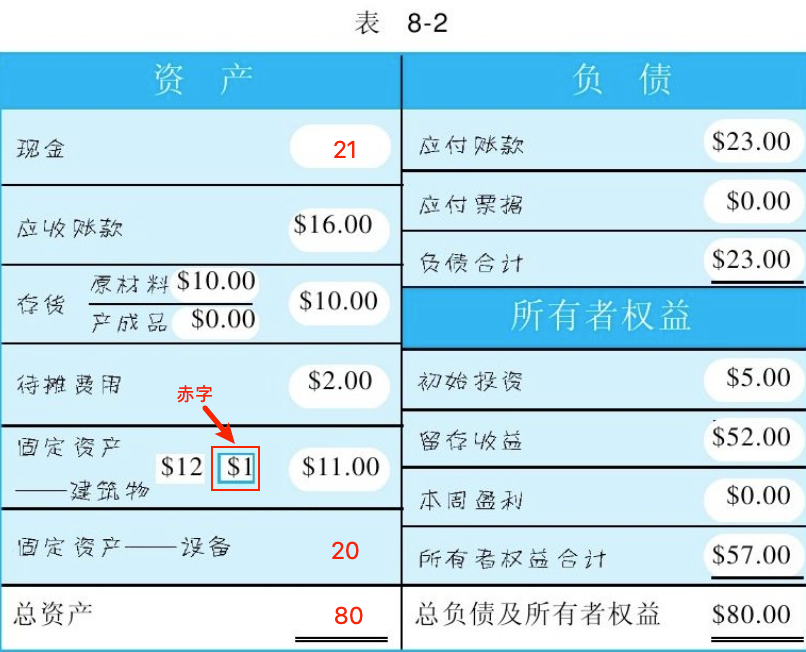 表 8-2
资 产
现金 21
应收账款 $16.00
存货 原材料 $10.00 $10.00
产成品 $0.00
待摊费用 $2.00
赤字
固定资产
——建筑物 $12 $1 $11.00
固定资产——设备 20
总资产 80
负 债
应付账款 $23.00
应付票据 $0.00
负债合计 $23.00
所有者权益
初始投资 $5.00
留存收益 $52.00
本周盈利 $0.00
所有者权益合计 $57.00
总负债及所有者权益 $80.00